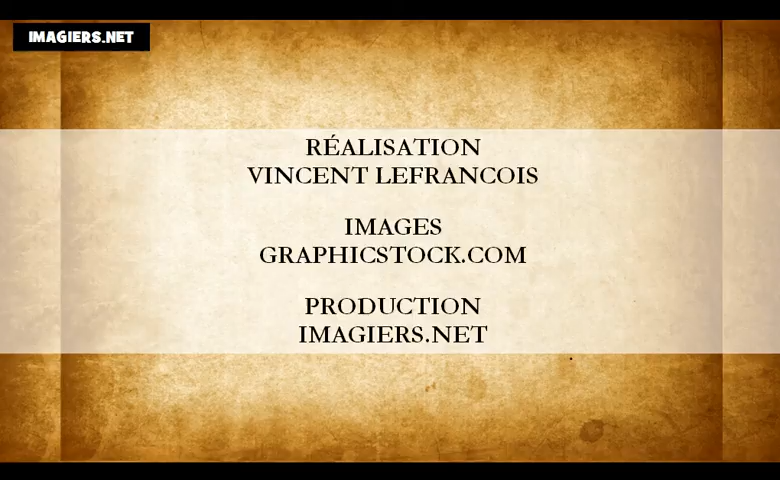 IMAGIERS.NET
RÉALISATION
VINCENT LEFRANCOIS
IMAGES
GRAPHICSTOCK.COM
PRODUCTION
IMAGIERS.NET